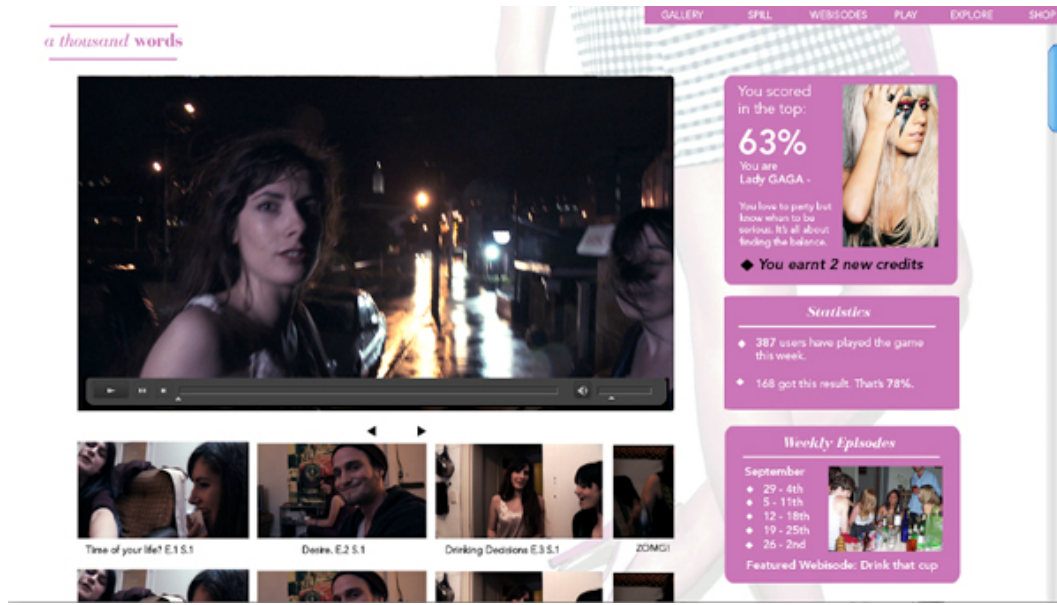 GALLERY SPILL WEBISODES PLAY EXPLORE SHOP
a thousand words
You scored
in the top:
63%
You are
Lady GAGA -
You love to party but
know when to be
serious. It's all about
finding the balance.
◆ You earnt 2 new credits
Statistics
◆ 387 users have played the game
this week.
◆ 168 got this result. That's 78%.
Weekly Episodes
September
◆ 29 - 4th
◆ 5 - 11th
◆ 12 - 18th
◆ 19 - 25th
◆ 26 - 2nd
Featured Webisode: Drink that cup
Time of your life? E.1 S.1
Desire. E.2 S.1
Drinking Decisions E.3 S.1
ZOMG!